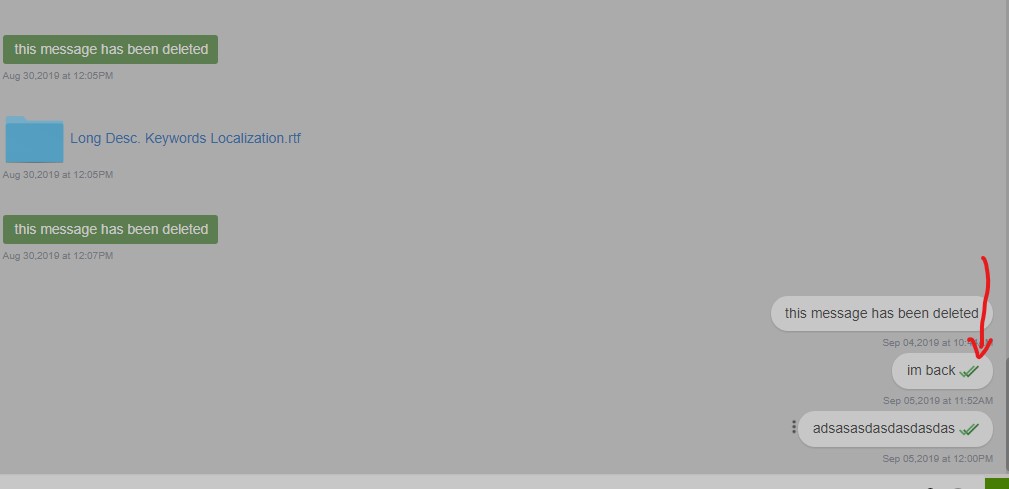 this message has been deleted
Aug 30,2019 at 12:05PM
Long Desc. Keywords Localization.rtf
Aug 30,2019 at 12:05PM
this message has been deleted
Aug 30,2019 at 12:07PM
this message has been deleted
Sep 04,2019 at
im back
Sep 05,2019 at 11:52AM
adsasasdasdasdasdas
Sep 05,2019 at 12:00PM